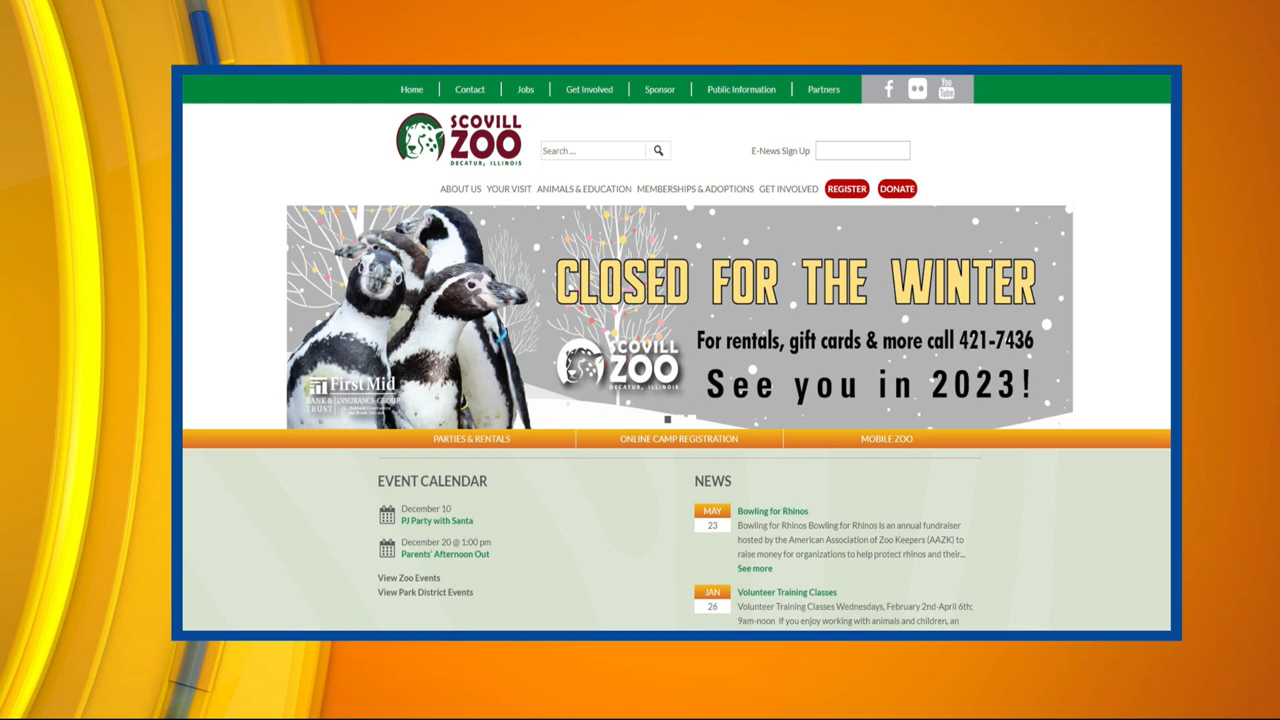 Home
Contact
Jobs
Get Involved
Sponsor
Public Information
Partners
You
Tube
SCOVILL
ZOO
DECATUR, ILLINOIS
Search ...
E-News Sign Up
ABOUT US YOUR VISIT ANIMALS & EDUCATION MEMBERSHIPS & ADOPTIONS GET INVOLVED REGISTER DONATE
CLOSED FOR THE WINTER
For rentals, gift cards & more call 421-7436
See you in 2023!
SCOVILL
ZOO
DECATUR, ILLINOIS
First Mid
BANK & TRUST
INSURANCE GROUP
PARTIES & RENTALS
ONLINE CAMP REGISTRATION
MOBILE ZOO
EVENT CALENDAR
December 10
PJ Party with Santa
December 20 @ 1:00 pm
Parents' Afternoon Out
View Zoo Events
View Park District Events
NEWS
MAY
23
Bowling for Rhinos
Bowling for Rhinos Bowling for Rhinos is an annual fundraiser
hosted by the American Association of Zoo Keepers (AAZK) to
raise money for organizations to help protect rhinos and their...
See more
JAN
26
Volunteer Training Classes
Volunteer Training Classes Wednesdays, February 2nd-April 6th;
9am-noon If you enjoy working with animals and children, an